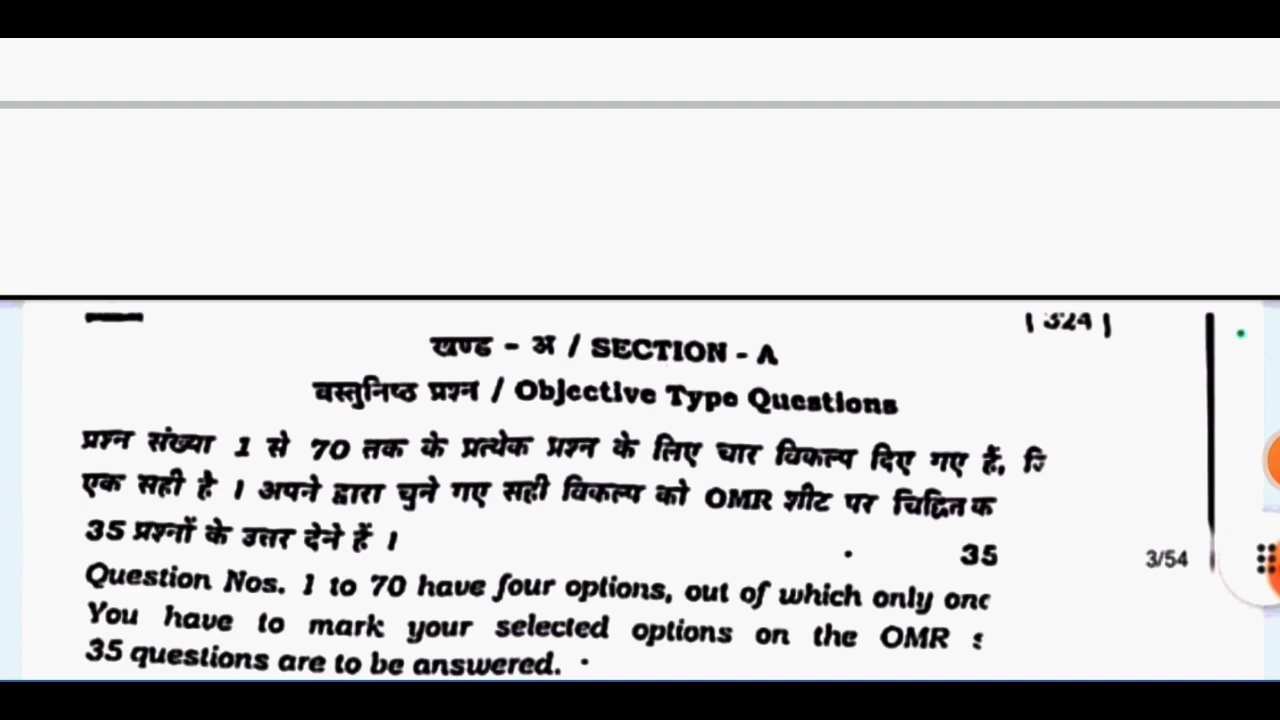 | 324 |
खण्ड - अ / SECTION - A
वस्तुनिष्ठ प्रश्न / Objective Type Questions
प्रश्न संख्या 1 से 70 तक के प्रत्येक प्रश्न के लिए चार विकल्प दिए गए हैं,
एक सही है । अपने द्वारा चुने गए सही विकल्प को OMR शीट पर चिह्नित क
35 प्रश्नों के उत्तर देने हैं ।
35
3/54
Question Nos. 1 to 70 have four options, out of which only one
You have to mark your selected options on the OMR s
35 questions are to be answered.